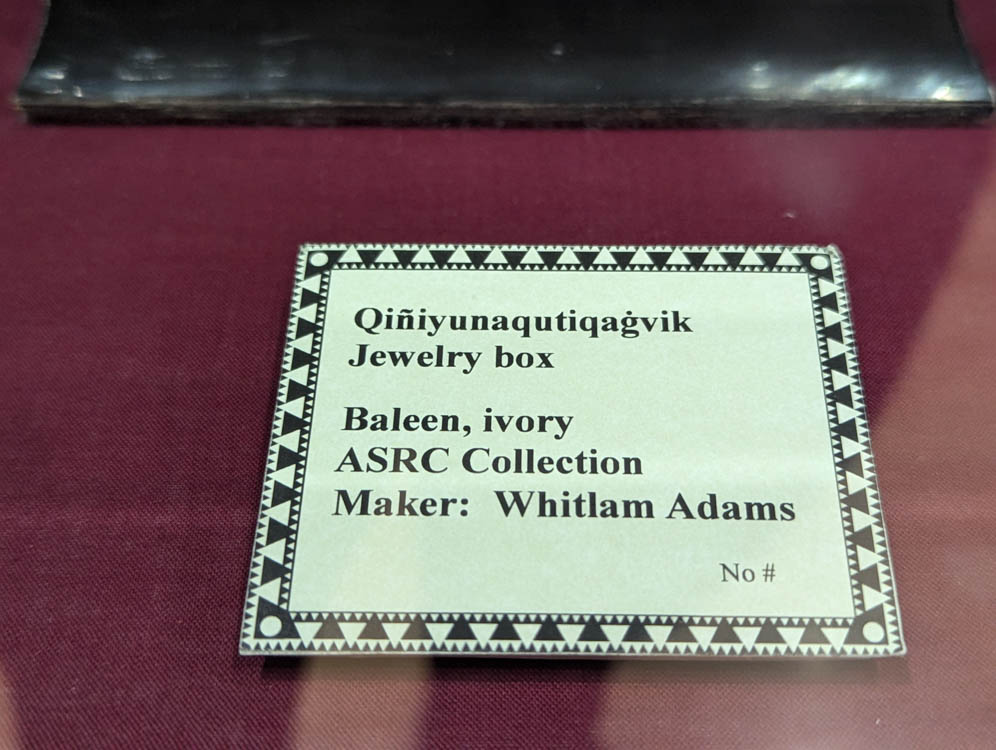 Qiñiyunaqutiqaġvik
Jewelry box
Baleen, ivory
ASRC Collection
Maker: Whitlam Adams
No #